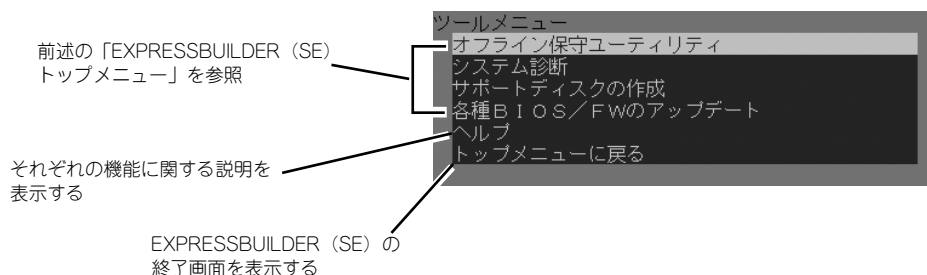 ツールメニュー
オフライン保守ユーティリティ
システム診断
サポートディスクの作成
各種BIOS/FWのアップデート
ヘルプ
トップメニューに戻る
前述の「EXPRESSBUILDER(SE)
トップメニュー」を参照
それぞれの機能に関する説明を
表示する
EXPRESSBUILDER(SE)の
終了画面を表示する